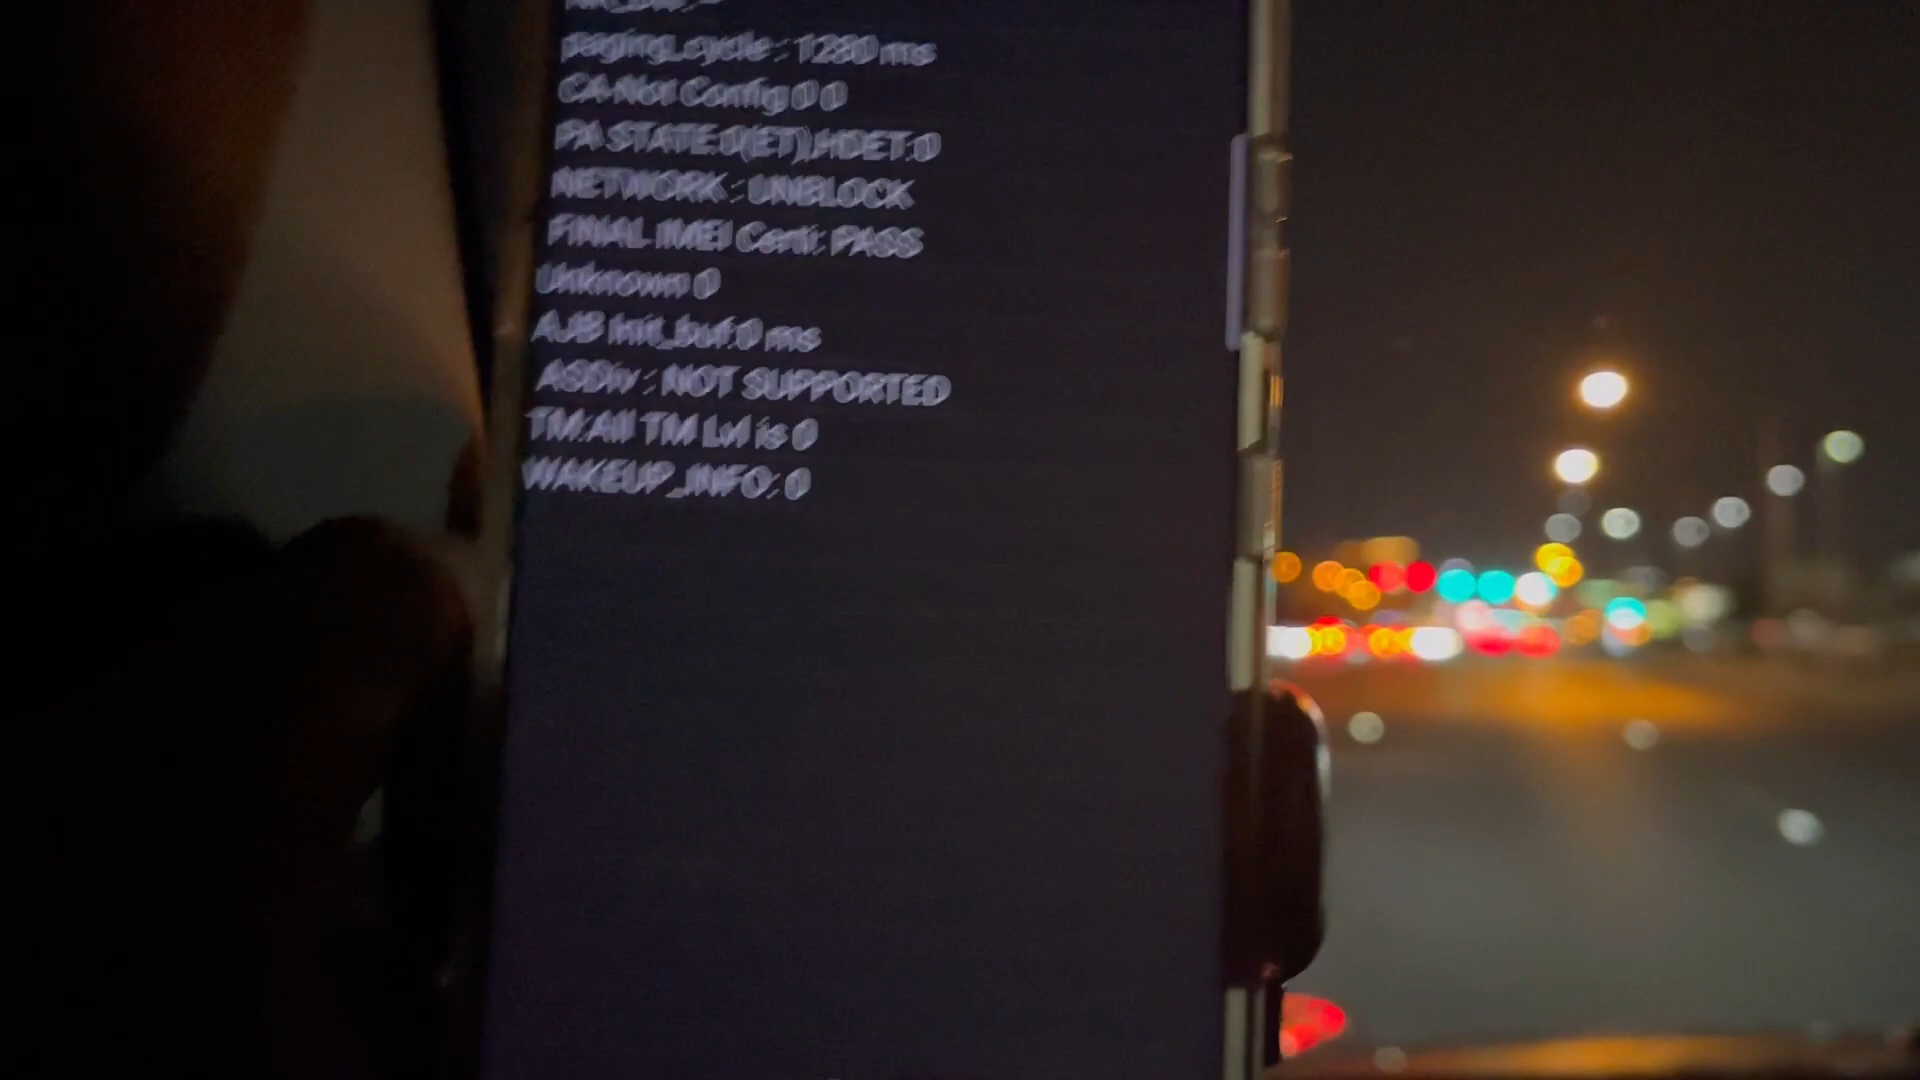 paging_cycle : 1280 ms
CA Not Config 0 0
PA STATE:0(ET),HDET:0
NETWORK : UNBLOCK
FINAL IMEI Certi: PASS
Unknown 0
AJB Init_buf:0 ms
ASDiv : NOT SUPPORTED
TM:All TM Lvl is 0
WAKEUP_INFO: 0